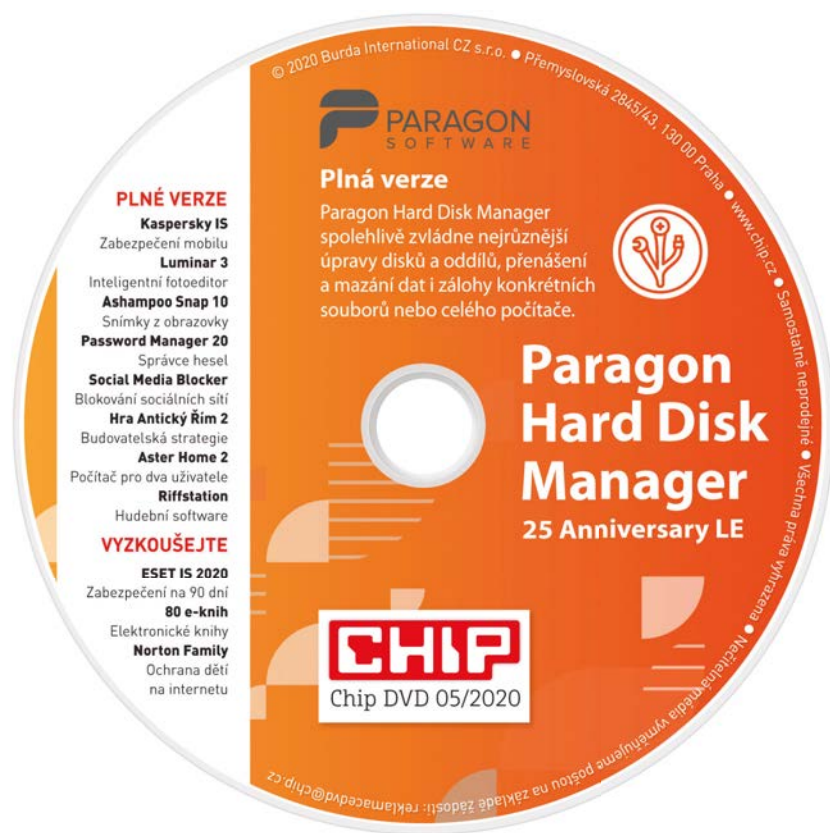 © 2020 Burda International CZ s.r.o. ● Přemyslovská 2845/43, 130 00 Praha ● www.chip.cz ● Samostatně neprodejné ● Všechna práva vyhrazena ● Nečitelná média vyměňujeme poštou na základě žádosti: reklamacedvd@chip.cz
PARAGON
SOFTWARE
Plná verze
Paragon Hard Disk Manager
spolehlivě zvládne nejrůznější
úpravy disků a oddílů, přenášení
a mazání dat i zálohy konkrétních
souborů nebo celého počítače.
Paragon
Hard Disk
Manager
25 Anniversary LE
PLNÉ VERZE
Kaspersky IS
Zabezpečení mobilu
Luminar 3
Inteligentní fotoeditor
Ashampoo Snap 10
Snímky z obrazovky
Password Manager 20
Správce hesel
Social Media Blocker
Blokování sociálních sítí
Hra Antický Řím 2
Budovatelská strategie
Aster Home 2
Počítač pro dva uživatele
Riffstation
Hudební software
VYZKOUŠEJTE
ESET IS 2020
Zabezpečení na 90 dní
80 e-knih
Elektronické knihy
Norton Family
Ochrana dětí
na internetu
CHIP
Chip DVD 05/2020